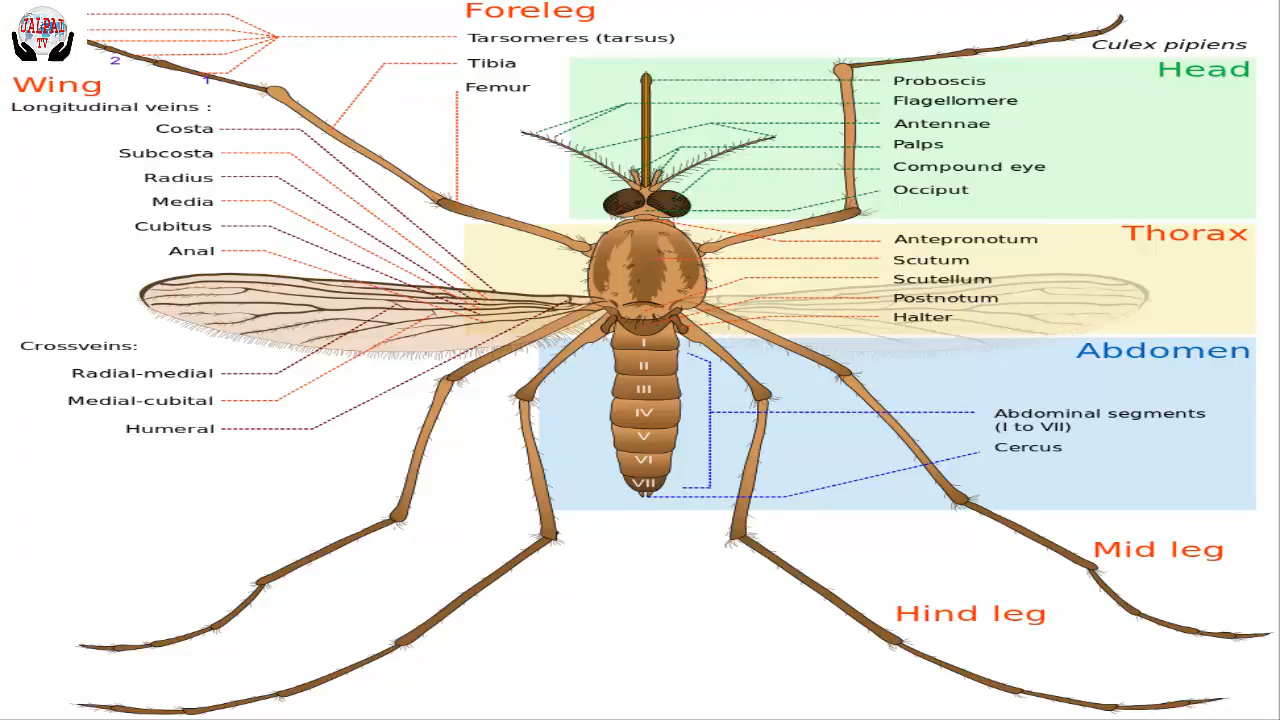 JALPAI
TV
Foreleg
Tarsomeres (tarsus)
Tibia
Femur
2
1
Wing
Longitudinal veins :
Costa
Subcosta
Radius
Media
Cubitus
Anal
Crossveins:
Radial-medial
Medial-cubital
Humeral
Culex pipiens
Head
Proboscis
Flagellomere
Antennae
Palps
Compound eye
Occiput
Thorax
Antepronotum
Scutum
Scutellum
Postnotum
Halter
Abdomen
I
II
III
IV
V
VI
VII
Abdominal segments
(I to VII)
Cercus
Mid leg
Hind leg